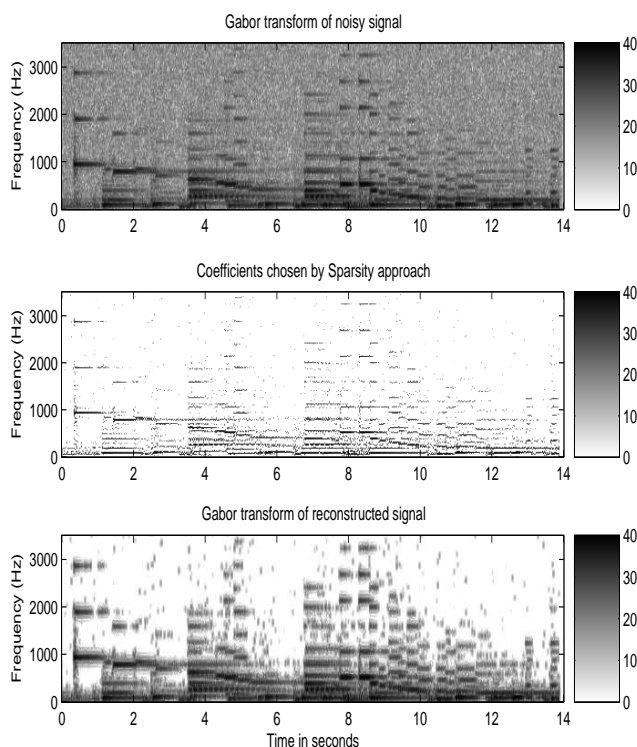 Gabor transform of noisy signal
Frequency (Hz)
3000
2000
1000
0
0 2 4 6 8 10 12 14
40
30
20
10
0
Coefficients chosen by Sparsity approach
Frequency (Hz)
3000
2000
1000
0
0 2 4 6 8 10 12 14
40
30
20
10
0
Gabor transform of reconstructed signal
Frequency (Hz)
3000
2000
1000
0
0 2 4 6 8 10 12 14
Time in seconds
40
30
20
10
0